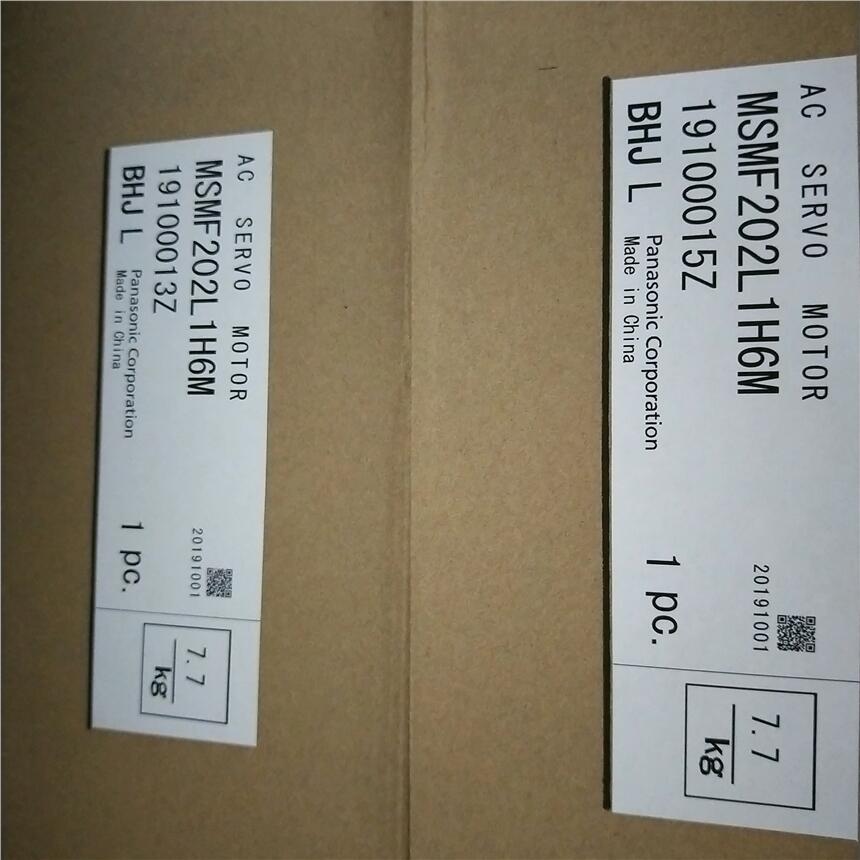 AC SERVO MOTOR
MSMF202L1H6M
19100013Z
BHJ L
Panasonic Corporation
Made in China
1 pc.
20191001
7.7
kg
AC SERVO MOTOR
MSMF202L1H6M
19100015Z
BHJ L
Panasonic Corporation
Made in China
1 pc.
20191001
7.7
kg